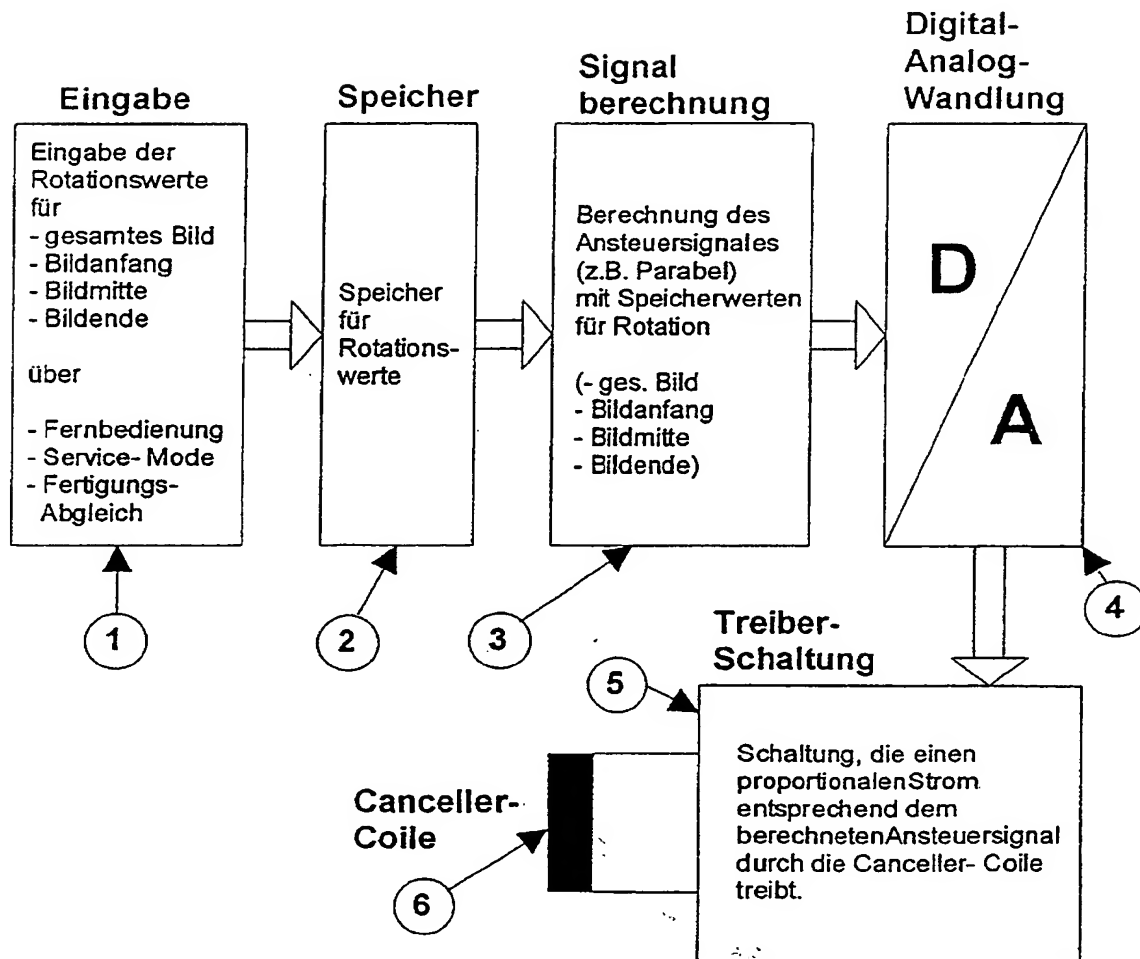 Eingabe
Eingabe der
Rotationswerte
für
- gesamtes Bild
- Bildanfang
- Bildmitte
- Bildende
über
- Fernbedienung
- Service- Mode
- Fertigungs-
Abgleich
1
Speicher
Speicher
für
Rotations-
werte
2
Signal
berechnung
Berechnung des
Ansteuersignales
(z.B. Parabel)
mit Speicherwerten
für Rotation
(- ges. Bild
- Bildanfang
- Bildmitte
- Bildende)
3
Digital-
Analog-
Wandlung
D
A
4
Treiber-
Schaltung
5
Schaltung, die einen
proportionalenStrom
entsprechend dem
berechnetenAnsteuersignal
durch die Canceller- Coile
treibt.
Canceller-
Coile
6